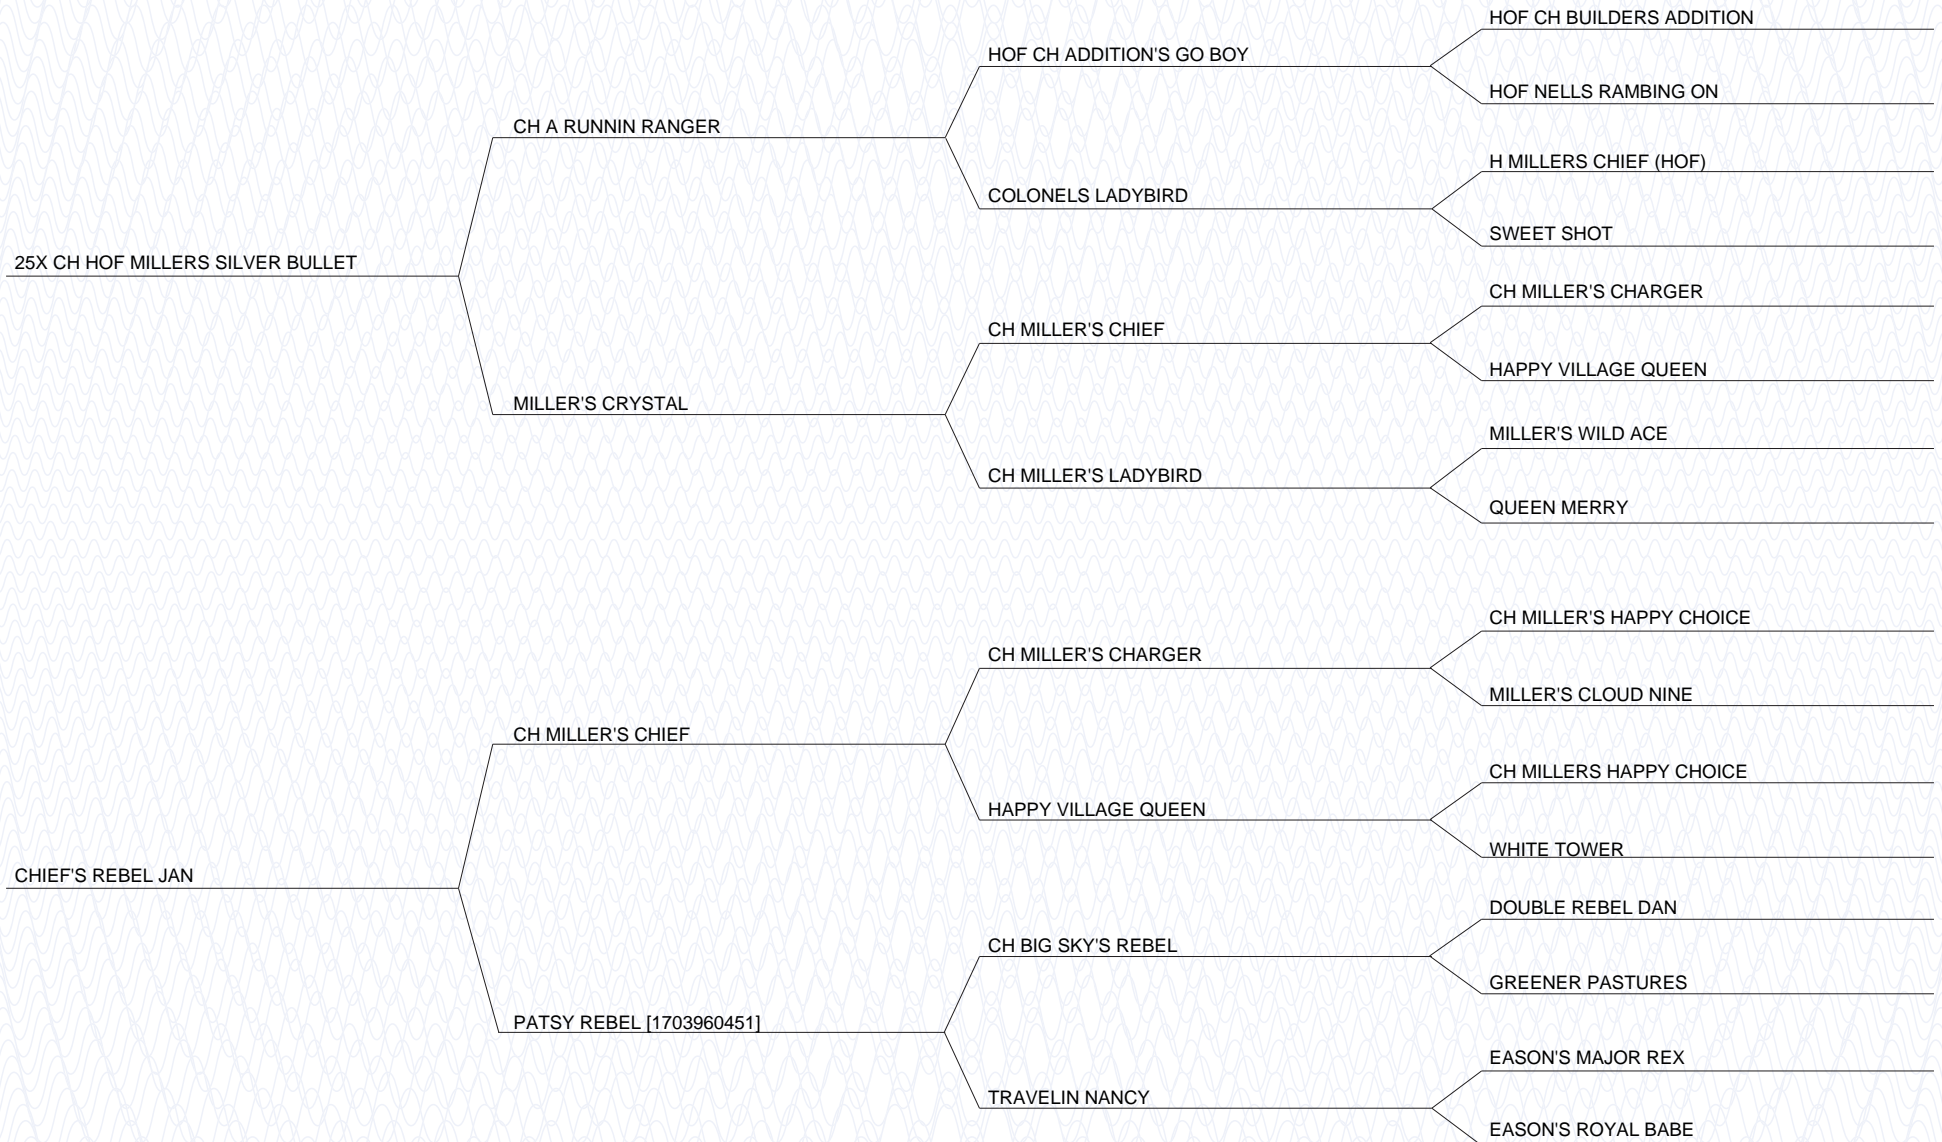 HOF CH BUILDERS ADDITION
HOF CH ADDITION'S GO BOY
HOF NELLS RAMBING ON
CH A RUNNIN RANGER
H MILLERS CHIEF (HOF)
COLONELS LADYBIRD
SWEET SHOT
25X CH HOF MILLERS SILVER BULLET
CH MILLER'S CHARGER
CH MILLER'S CHIEF
HAPPY VILLAGE QUEEN
MILLER'S CRYSTAL
MILLER'S WILD ACE
CH MILLER'S LADYBIRD
QUEEN MERRY
CH MILLER'S HAPPY CHOICE
CH MILLER'S CHARGER
MILLER'S CLOUD NINE
CH MILLER'S CHIEF
CH MILLERS HAPPY CHOICE
HAPPY VILLAGE QUEEN
WHITE TOWER
CHIEF'S REBEL JAN
DOUBLE REBEL DAN
CH BIG SKY'S REBEL
GREENER PASTURES
PATSY REBEL [1703960451]
EASON'S MAJOR REX
TRAVELIN NANCY
EASON'S ROYAL BABE